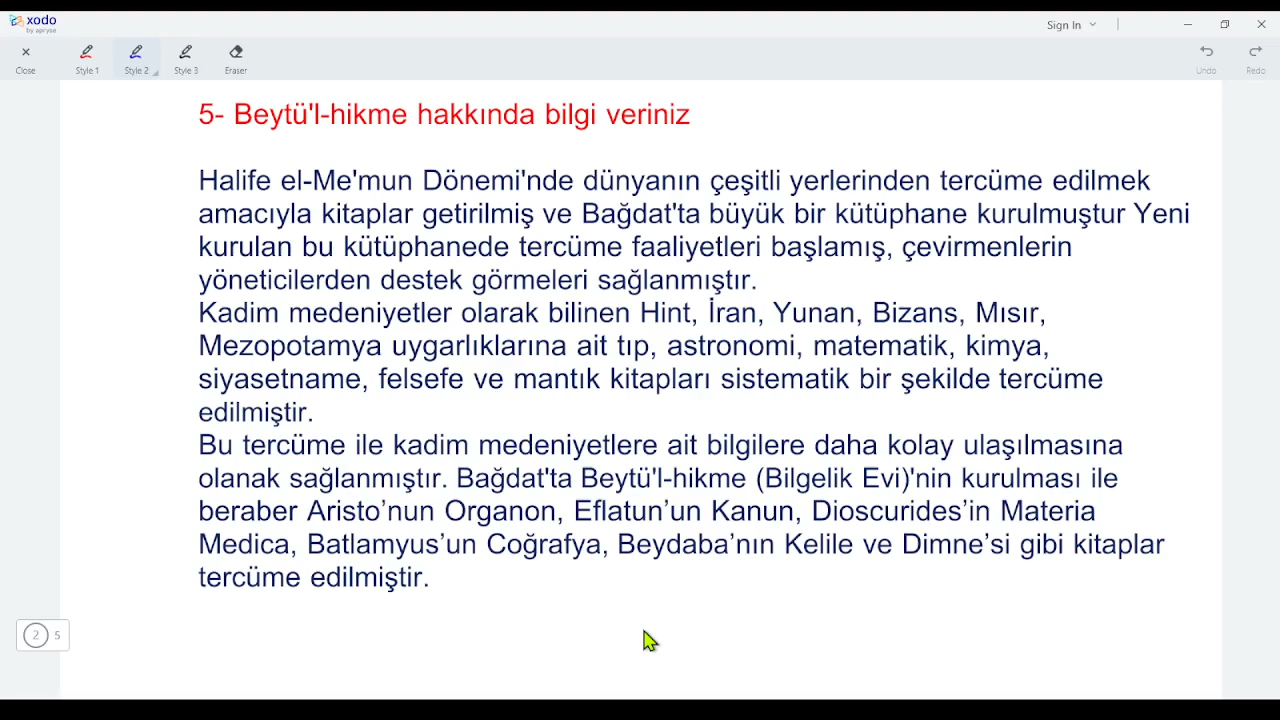 xodo
by apryse
Sign In
Close
Style 1
Style 2
Style 3
Eraser
Undo
Redo
5- Beytü'l-hikme hakkında bilgi veriniz
Halife el-Me'mun Dönemi'nde dünyanın çeşitli yerlerinden tercüme edilmek
amacıyla kitaplar getirilmiş ve Bağdat'ta büyük bir kütüphane kurulmuştur Yeni
kurulan bu kütüphanede tercüme faaliyetleri başlamış, çevirmenlerin
yöneticilerden destek görmeleri sağlanmıştır.
Kadim medeniyetler olarak bilinen Hint, İran, Yunan, Bizans, Mısır,
Mezopotamya uygarlıklarına ait tıp, astronomi, matematik, kimya,
siyasetname, felsefe ve mantık kitapları sistematik bir şekilde tercüme
edilmiştir.
Bu tercüme ile kadim medeniyetlere ait bilgilere daha kolay ulaşılmasına
olanak sağlanmıştır. Bağdat'ta Beytü'l-hikme (Bilgelik Evi)'nin kurulması ile
beraber Aristo’nun Organon, Eflatun’un Kanun, Dioscurides’in Materia
Medica, Batlamyus’un Coğrafya, Beydaba’nın Kelile ve Dimne’si gibi kitaplar
tercüme edilmiştir.
2 5